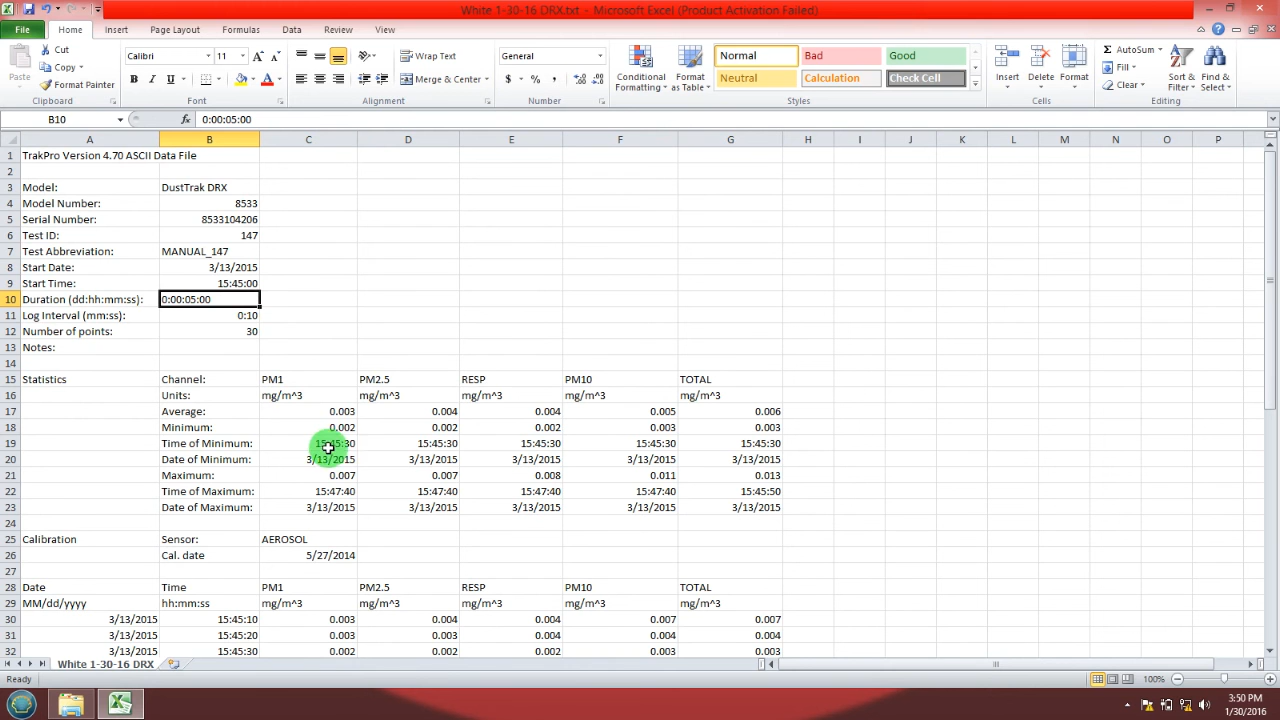 White 1-30-16 DRX.txt - Microsoft Excel (Product Activation Failed)
File Home Insert Page Layout Formulas Data Review View
Paste Cut Copy Format Painter Calibri 11 Wrap Text Merge & Center General Conditional Formatting Format as Table Normal Bad Good Neutral Calculation Check Cell Insert Delete Format AutoSum Fill Clear Sort & Filter Find & Select
Clipboard Font Alignment Number Styles Cells Editing
B10 fx 0:00:05:00
A B C D E F G H I J K L M N O P
1 TrakPro Version 4.70 ASCII Data File
2
3 Model: DustTrak DRX
4 Model Number: 8533
5 Serial Number: 8533104206
6 Test ID: 147
7 Test Abbreviation: MANUAL_147
8 Start Date: 3/13/2015
9 Start Time: 15:45:00
10 Duration (dd:hh:mm:ss): 0:00:05:00
11 Log Interval (mm:ss): 0:10
12 Number of points: 30
13 Notes:
14
15 Statistics Channel: PM1 PM2.5 RESP PM10 TOTAL
16 Units: mg/m^3 mg/m^3 mg/m^3 mg/m^3 mg/m^3
17 Average: 0.003 0.004 0.004 0.005 0.006
18 Minimum: 0.002 0.002 0.002 0.003 0.003
19 Time of Minimum: 15:45:30 15:45:30 15:45:30 15:45:30 15:45:30
20 Date of Minimum: 3/13/2015 3/13/2015 3/13/2015 3/13/2015 3/13/2015
21 Maximum: 0.007 0.007 0.008 0.011 0.013
22 Time of Maximum: 15:47:40 15:47:40 15:47:40 15:47:40 15:45:50
23 Date of Maximum: 3/13/2015 3/13/2015 3/13/2015 3/13/2015 3/13/2015
24
25 Calibration Sensor: AEROSOL
26 Cal. date 5/27/2014
27
28 Date Time PM1 PM2.5 RESP PM10 TOTAL
29 MM/dd/yyyy hh:mm:ss mg/m^3 mg/m^3 mg/m^3 mg/m^3 mg/m^3
30 3/13/2015 15:45:10 0.003 0.004 0.004 0.007 0.007
31 3/13/2015 15:45:20 0.003 0.003 0.004 0.004 0.004
32 3/13/2015 15:45:30 0.002 0.002 0.002 0.003 0.003
White 1-30-16 DRX
Ready 100%
3:50 PM
1/30/2016